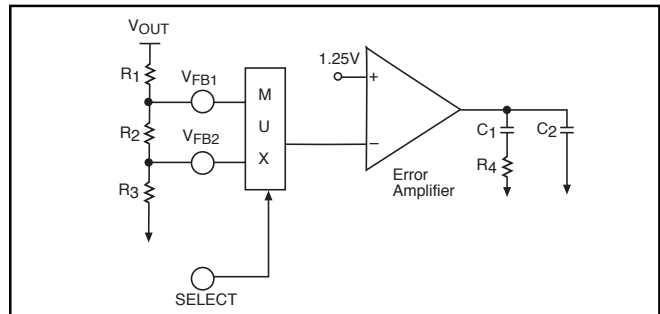 VOUT
R1
VFB1
R2
VFB2
R3
M
U
X
SELECT
1.25V
+
−
Error
Amplifier
C1
R4
C2